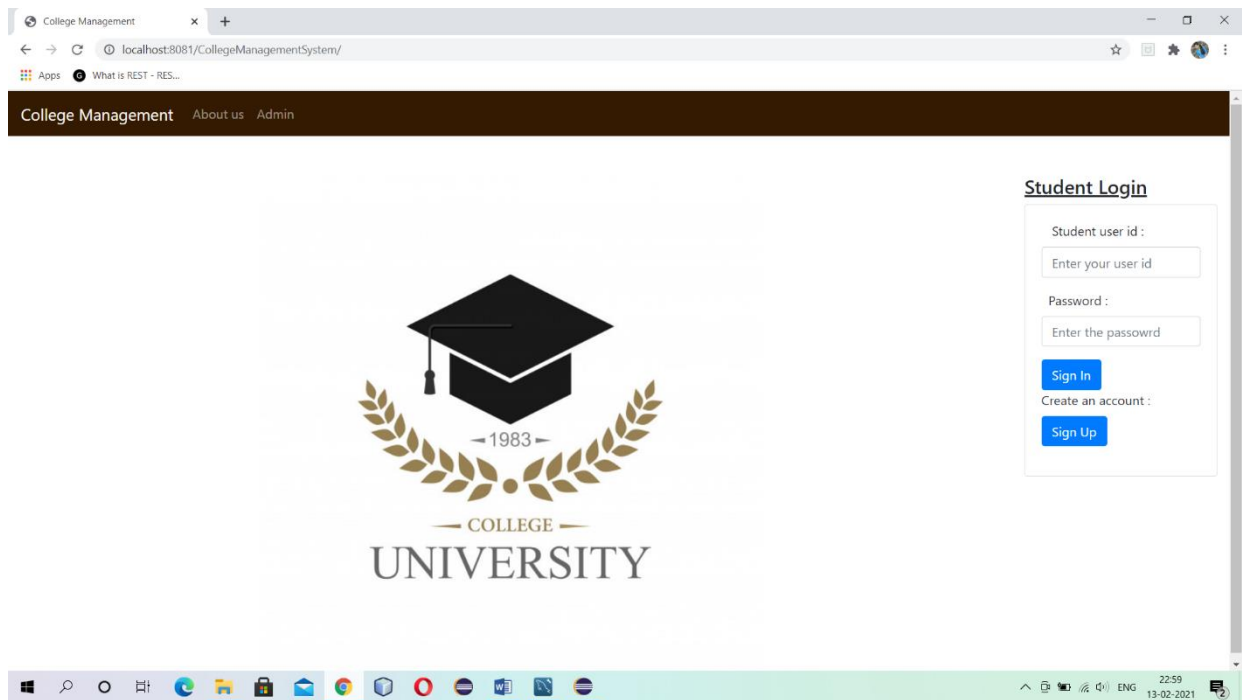 College Management
localhost:8081/CollegeManagementSystem/
Apps G What is REST - RES...
College Management About us Admin
Student Login
Student user id :
Enter your user id
Password :
Enter the passowrd
Sign In
Create an account :
Sign Up
1983
COLLEGE
UNIVERSITY
ENG
22:59
13-02-2021
2